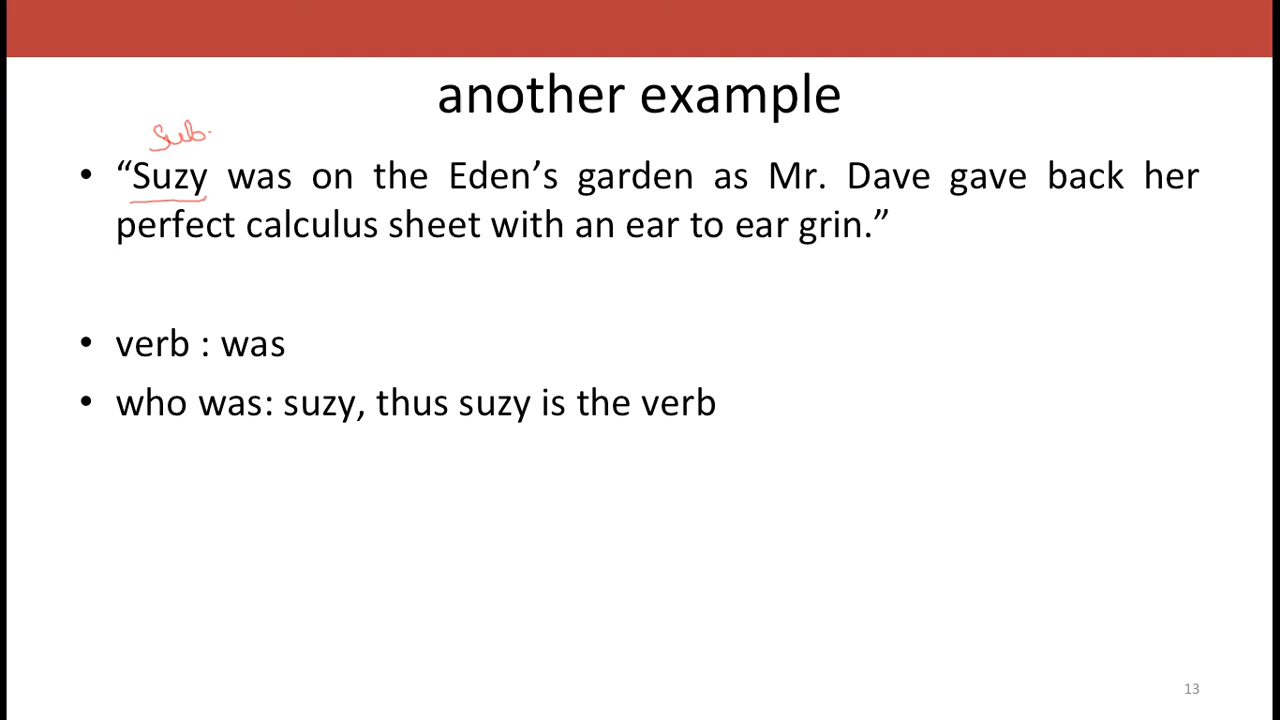 another example
Sub.
• “Suzy was on the Eden’s garden as Mr. Dave gave back her
perfect calculus sheet with an ear to ear grin.”
• verb : was
• who was: suzy, thus suzy is the verb
13